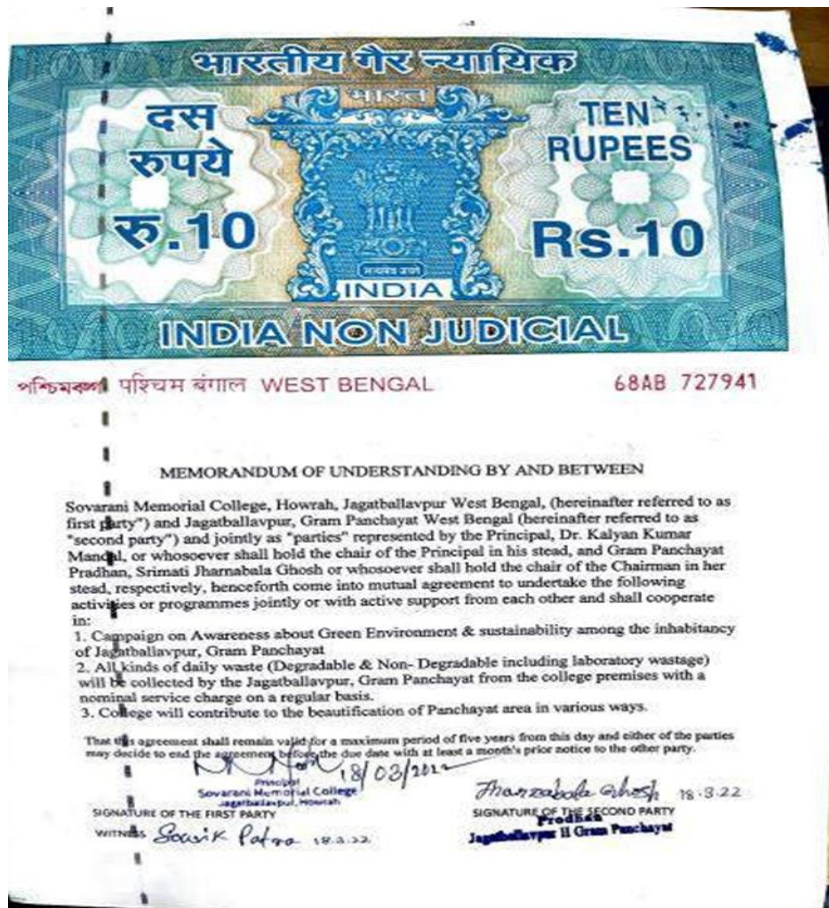 भारतीय गैर न्यायिक
भारत
दस
रुपये
रु.10
TEN
RUPEES
Rs.10
सत्यमेव जयते
INDIA
INDIA NON JUDICIAL
পশ্চিমবঙ্গ पश्चिम बंगाल WEST BENGAL
68AB 727941
MEMORANDUM OF UNDERSTANDING BY AND BETWEEN
Sovarani Memorial College, Howrah, Jagatballavpur West Bengal, (hereinafter referred to as
first party") and Jagatballavpur, Gram Panchayat West Bengal (hereinafter referred to as
"second party") and jointly as "parties" represented by the Principal, Dr. Kalyan Kumar
Mandal, or whosoever shall hold the chair of the Principal in his stead, and Gram Panchayat
Pradhan, Srimati Jharnabala Ghosh or whosoever shall hold the chair of the Chairman in her
stead, respectively, henceforth come into mutual agreement to undertake the following
activities or programmes jointly or with active support from each other and shall cooperate
in:
1. Campaign on Awareness about Green Environment & sustainability among the inhabitancy
of Jagatballavpur, Gram Panchayat
2. All kinds of daily waste (Degradable & Non- Degradable including laboratory wastage)
will be collected by the Jagatballavpur, Gram Panchayat from the college premises with a
nominal service charge on a regular basis.
3. College will contribute to the beautification of Panchayat area in various ways.
That this agreement shall remain valid for a maximum period of five years from this day and either of the parties
may decide to end the agreement before the due date with at least a month's prior notice to the other party.
18/03/2022
Principal
Sovarani Memorial College
Jagatballavpur, Howrah
SIGNATURE OF THE FIRST PARTY
WITNESS Souvik Patra 18.3.22
Jharnabala Ghosh 18.3.22
SIGNATURE OF THE SECOND PARTY
Prodhan
Jagatballavpur II Gram Panchayat